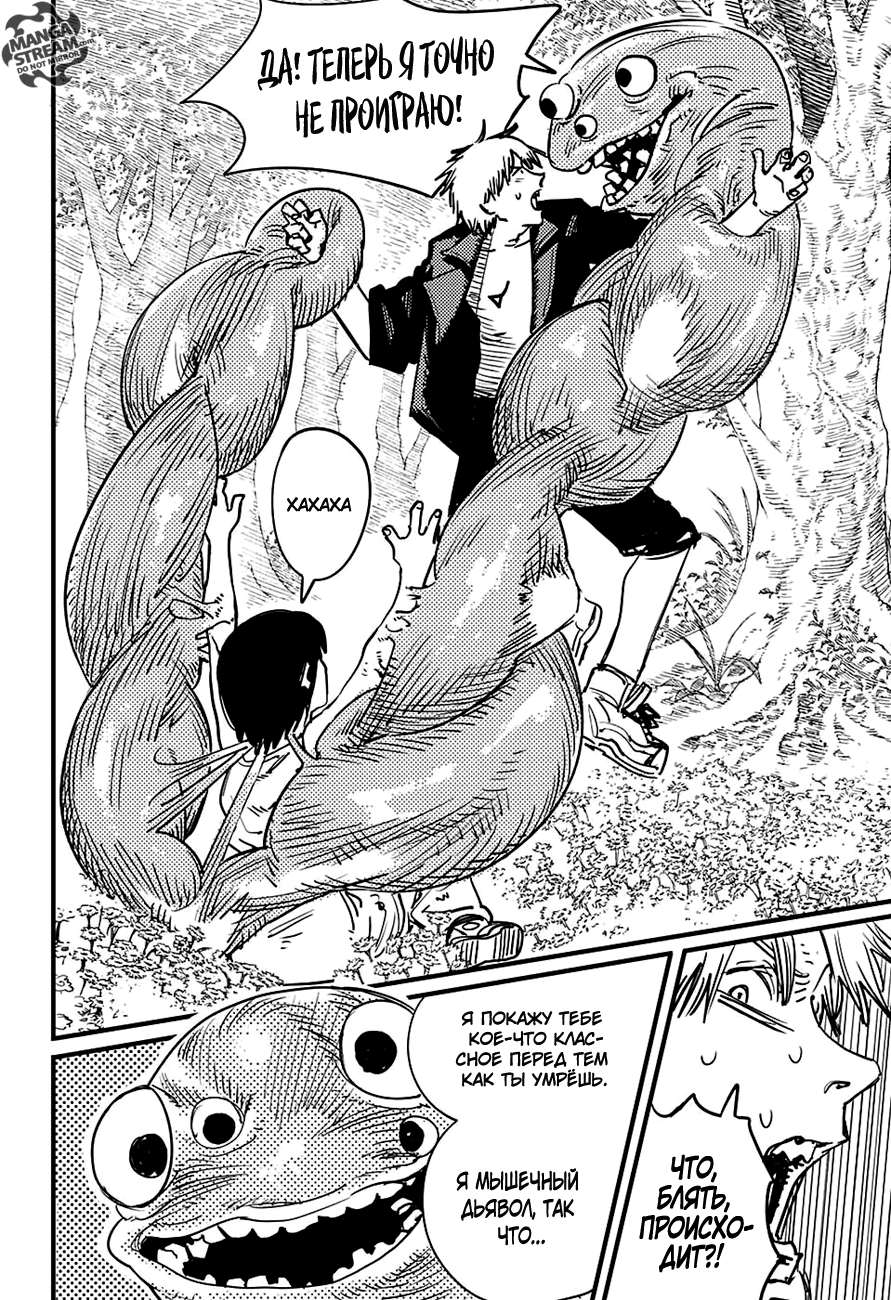 MANGA
STREAM.com
DO NOT MIRROR
ДА! ТЕПЕРЬ Я ТОЧНО
НЕ ПРОИГРАЮ!
ХАХАХА
Я ПОКАЖУ ТЕБЕ
КОЕ-ЧТО КЛАС-
СНОЕ ПЕРЕД ТЕМ
КАК ТЫ УМРЁШЬ.
Я МЫШЕЧНЫЙ
ДЬЯВОЛ, ТАК
ЧТО...
ЧТО,
БЛЯТЬ,
ПРОИСХО-
ДИТ?!